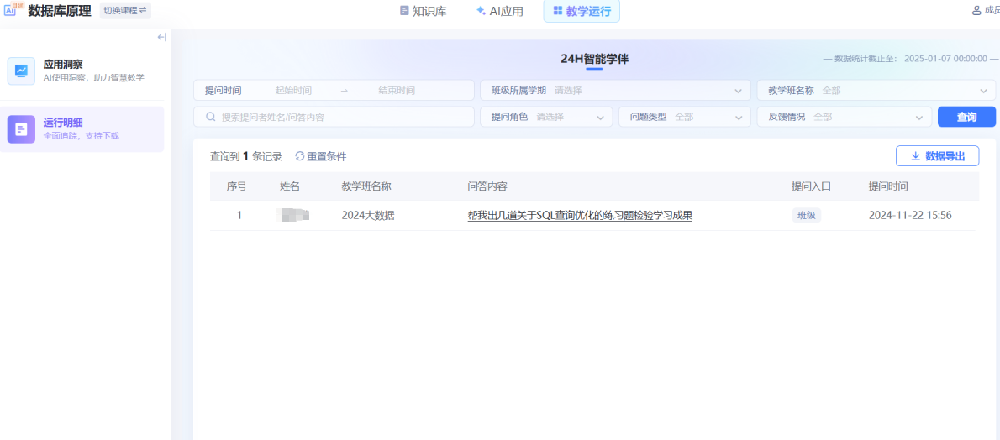 AI 自建 数据库原理 切换课程 知识库 AI应用 教学运行 成员
应用洞察
AI使用洞察，助力智慧教学
运行明细
全面追踪，支持下载
24H智能学伴
— 数据统计截止至： 2025-01-07 00:00:00 —
提问时间 起始时间 → 结束时间 班级所属学期 请选择 教学班名称 全部
搜索提问者姓名/问答内容 提问角色 请选择 问题类型 全部 反馈情况 全部 查询
查询到 1 条记录 重置条件 数据导出
序号 姓名 教学班名称 问答内容 提问入口 提问时间
1 2024大数据 帮我出几道关于SQL查询优化的练习题检验学习成果 班级 2024-11-22 15:56